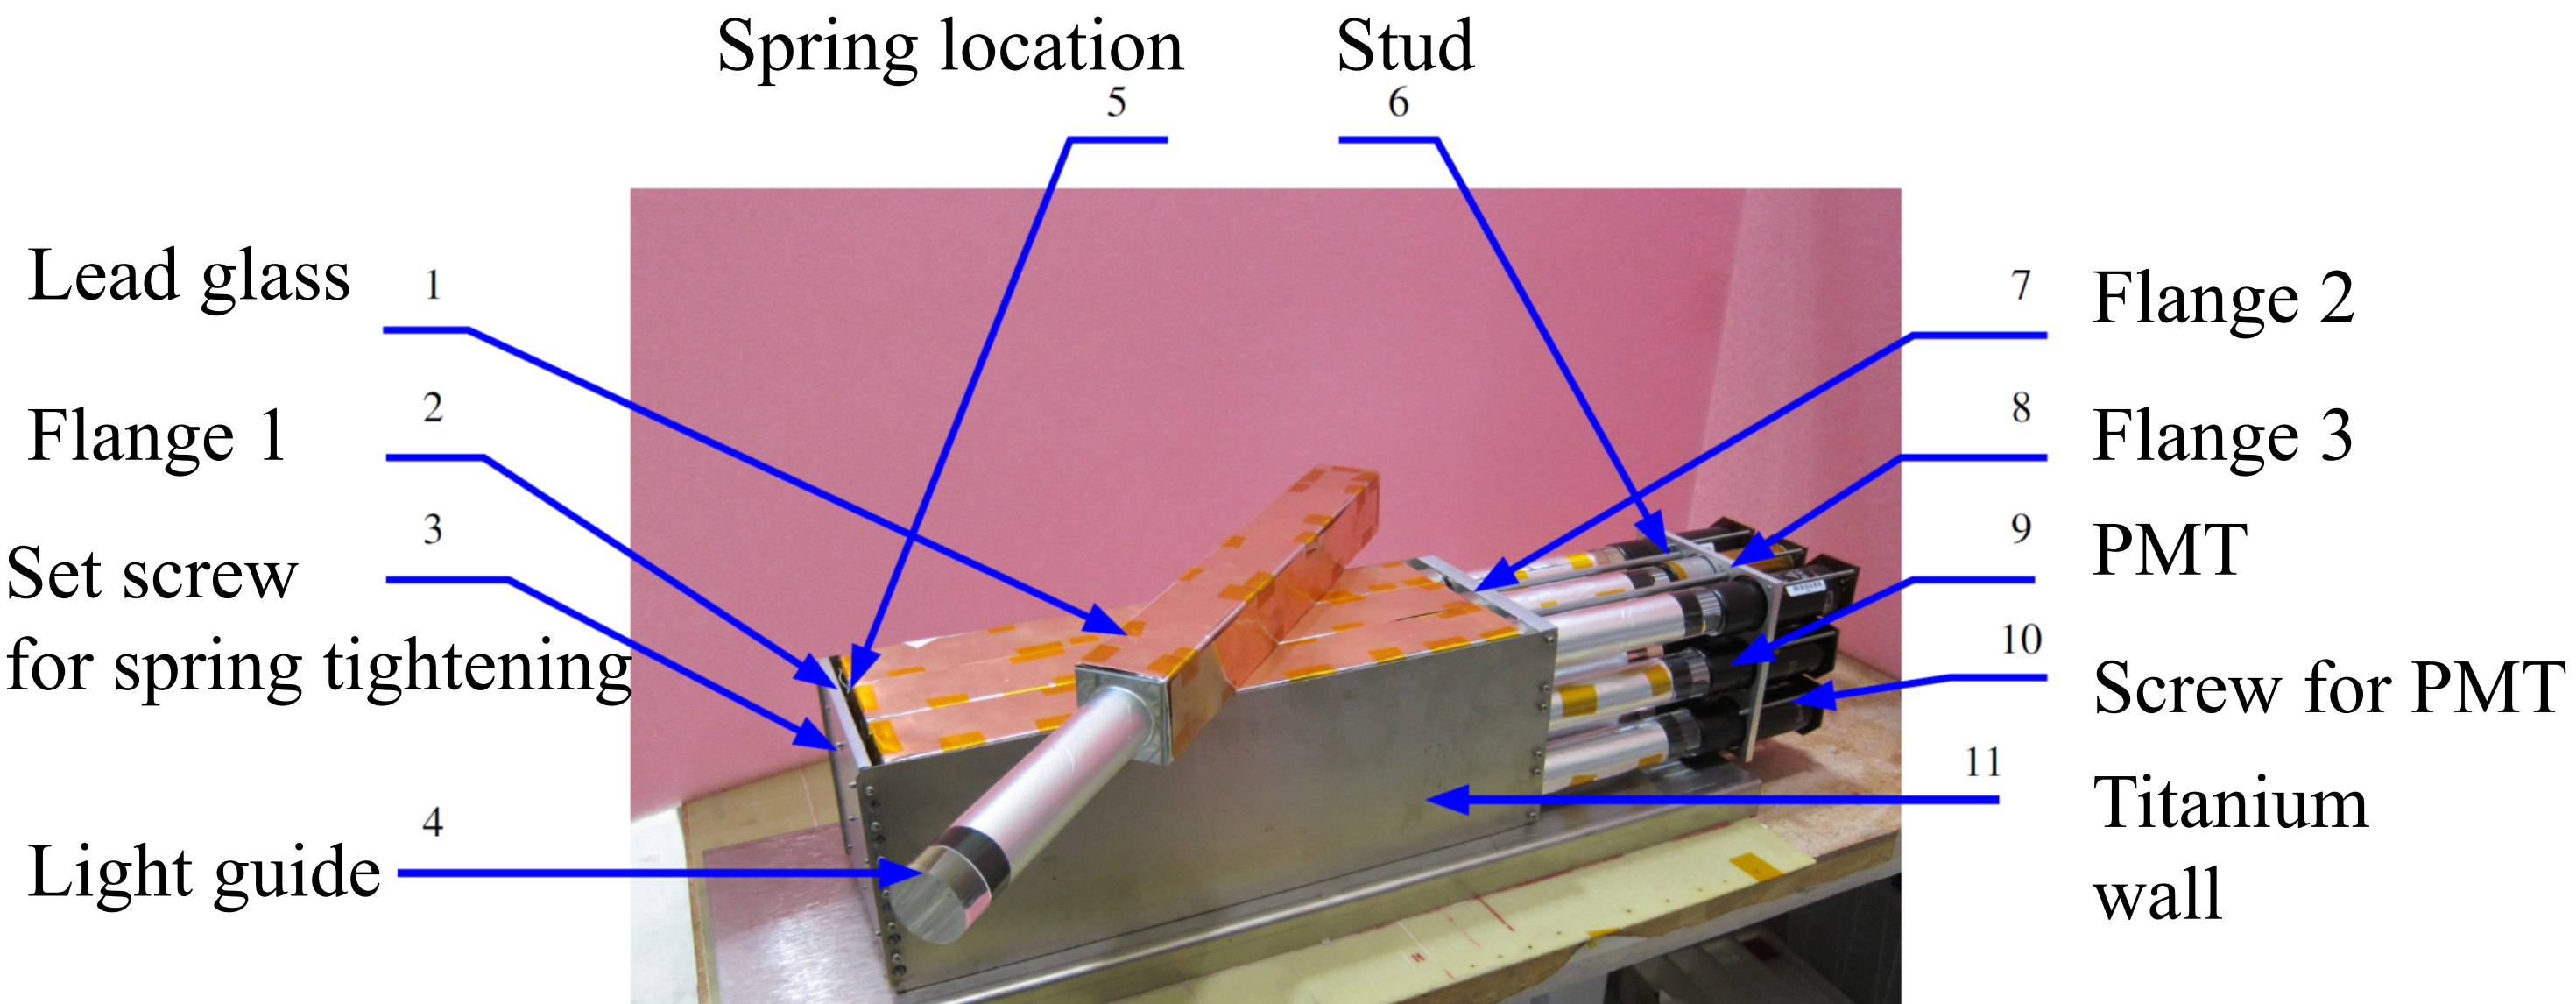 Spring location
5
Stud
6
Lead glass
1
Flange 1
2
Set screw
for spring tightening
3
Light guide
4
7
Flange 2
8
Flange 3
9
PMT
10
Screw for PMT
11
Titanium
wall